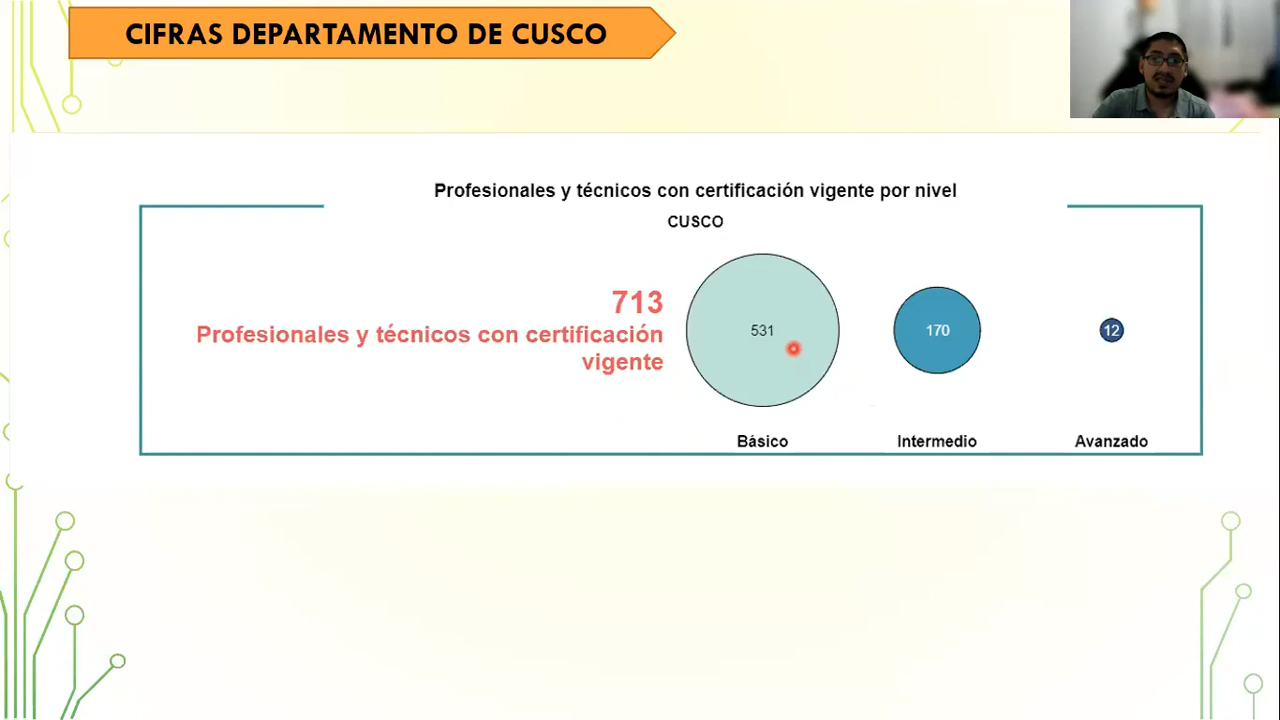 CIFRAS DEPARTAMENTO DE CUSCO
Profesionales y técnicos con certificación vigente por nivel
CUSCO
713
Profesionales y técnicos con certificación
vigente
531
170
12
Básico
Intermedio
Avanzado